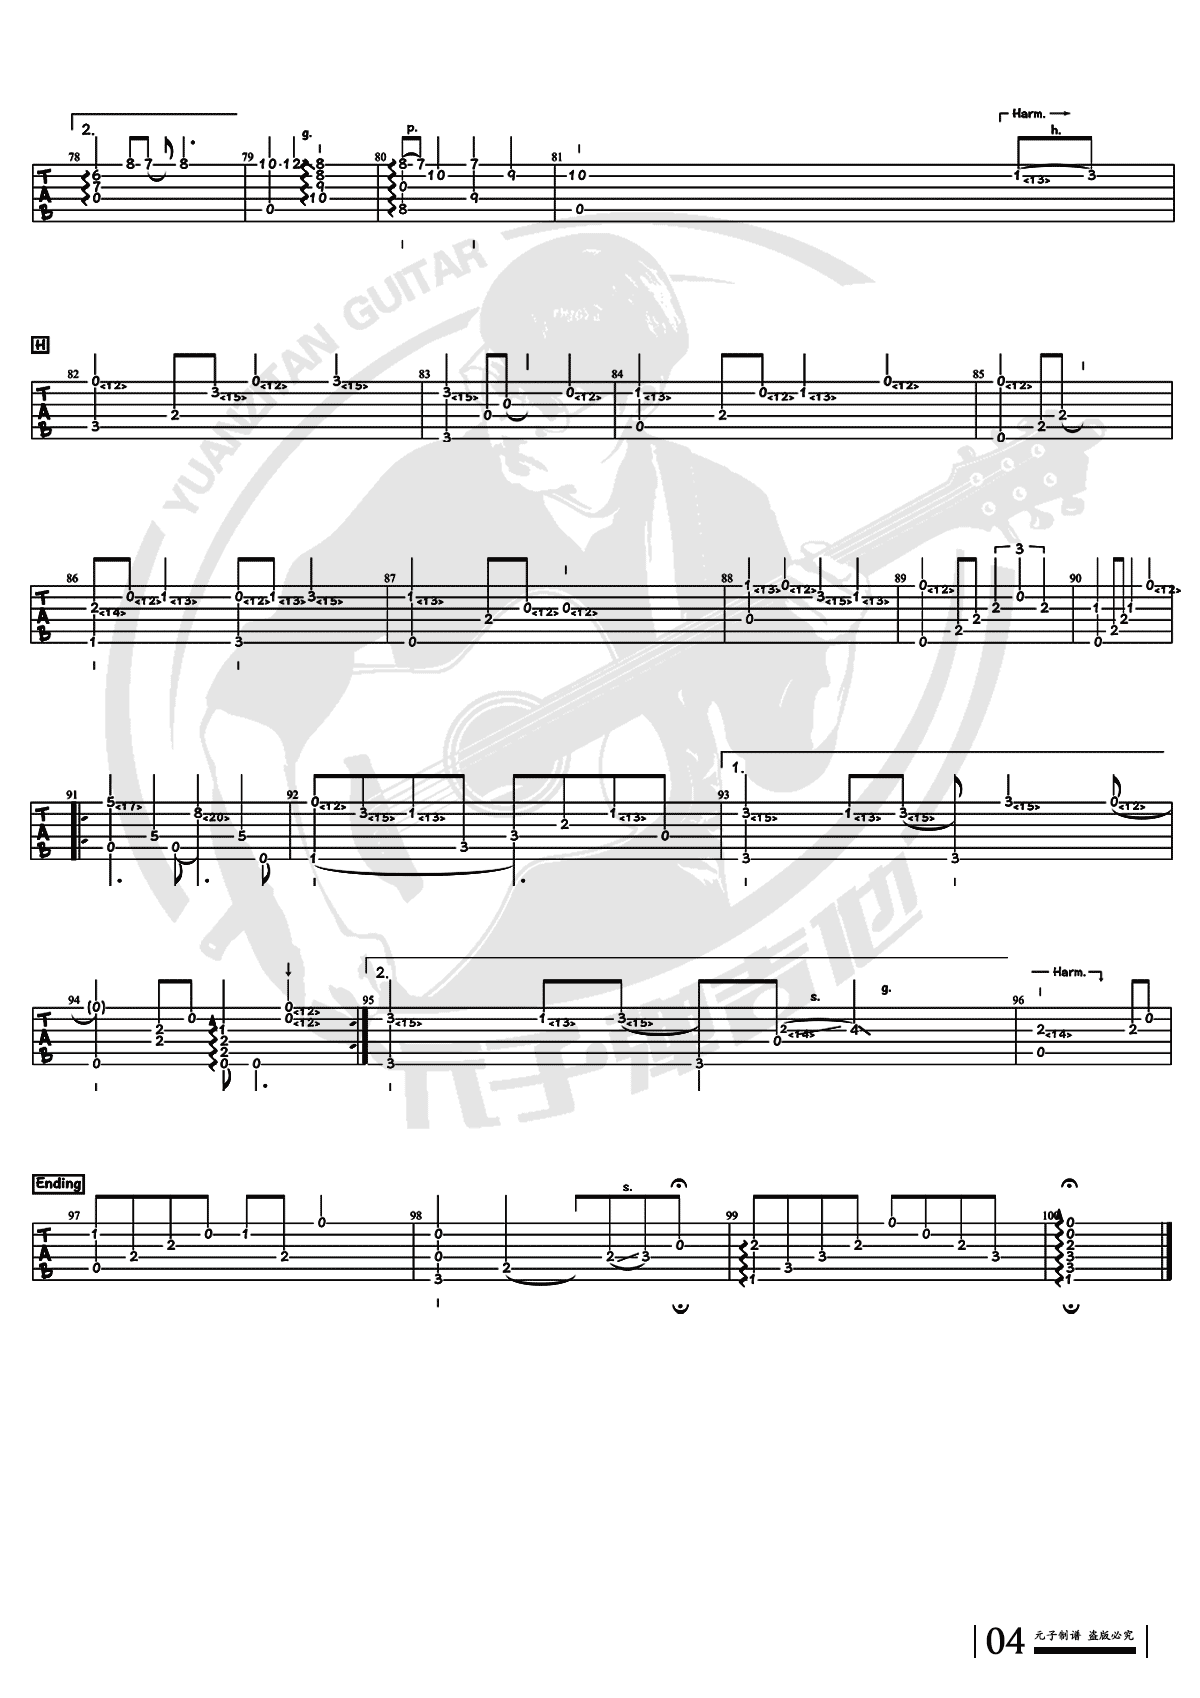 2.
78 8 7 8 79 10 12 8 80 8 7 7 81
g.
p.
Harm.
h.
T A B
6 7 0 0 8 9 10 0 8 10 9 9 10 0 1 <13> 3
YUANZITAN GUITAR
H
82 0 <12> 3 2 3 <15> 0 <12> 3 <15> 83 3 <15> 3 0 0 0 <12> 84 1 <13> 0 2 0 <12> 1 <13> 0 <12> 85 0 <12> 0 2 2
T A B
3
86 2 <14> 1 0 <12> 1 <13> 0 <12> 3 1 <13> 3 <15> 87 1 <13> 0 2 0 <12> 0 <12> 88 1 <13> 0 0 <12> 3 <15> 1 <13> 89 0 <12> 0 2 2 2 0 2 90 1 0 2 2 1 0 <12>
T A B
1.
91 5 <17> 0 5 0 8 <20> 5 0 92 0 <12> 1 3 <15> 1 <13> 3 3 2 1 <13> 0 93 3 <15> 3 1 <13> 3 <15> 3 3 <15> 0 <12>
T A B
元子·弹吉他
2.
s.
g.
Harm.
94 (0) 0 2 2 0 1 2 2 0 0 0 <12> 0 <12> 95 3 <15> 3 1 <13> 3 <15> 3 0 2 <14> 4 96 2 <14> 0 2 0
T A B
Ending
s.
97 1 0 2 2 0 1 2 0 98 0 0 3 2 2 3 0 99 2 1 3 3 2 0 0 2 3 100 0 0 2 3 3 1
T A B
04 元子制谱 盗版必究